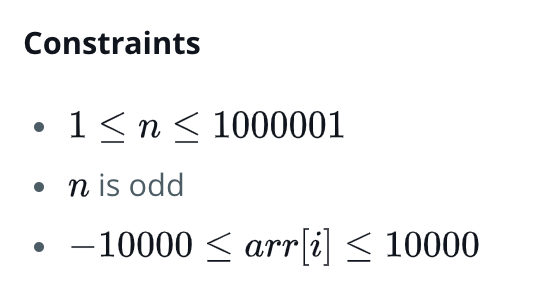 Constraints
• 1 ≤ n ≤ 1000001
• n is odd
• −10000 ≤ arr[i] ≤ 10000